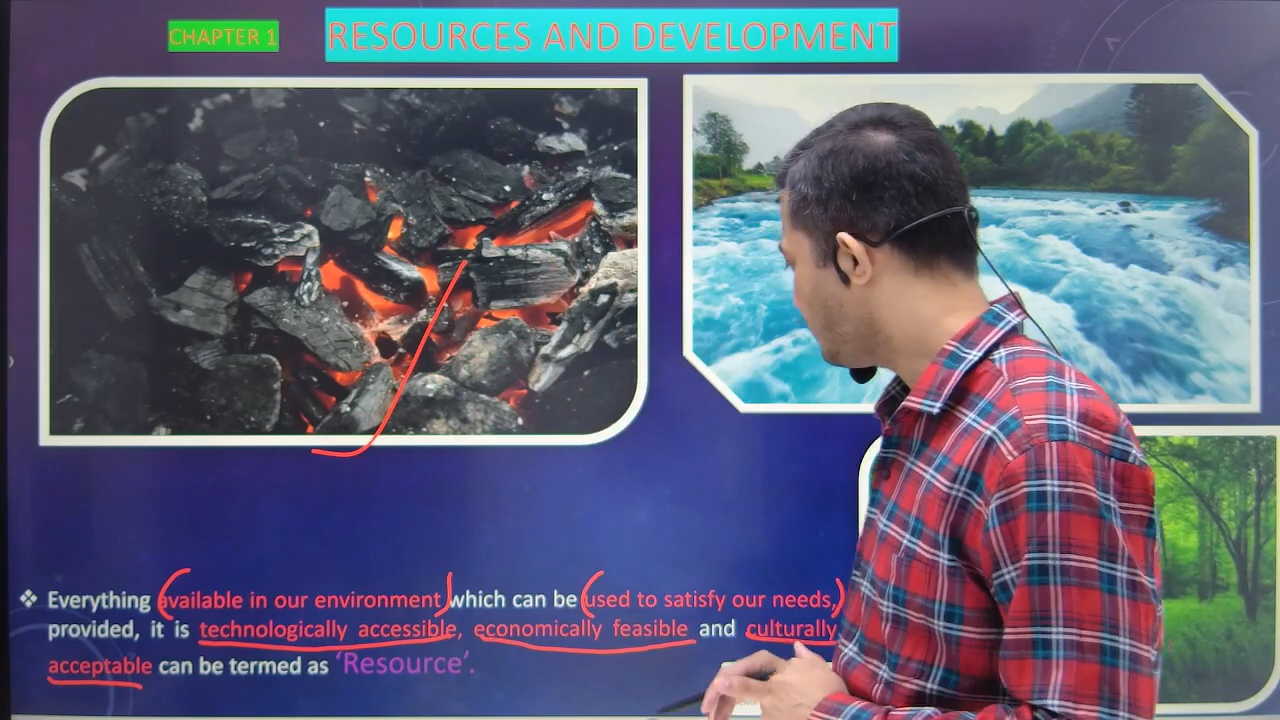 CHAPTER 1
RESOURCES AND DEVELOPMENT
❖ Everything available in our environment which can be used to satisfy our needs,
provided, it is technologically accessible, economically feasible and culturally
acceptable can be termed as ‘Resource’.